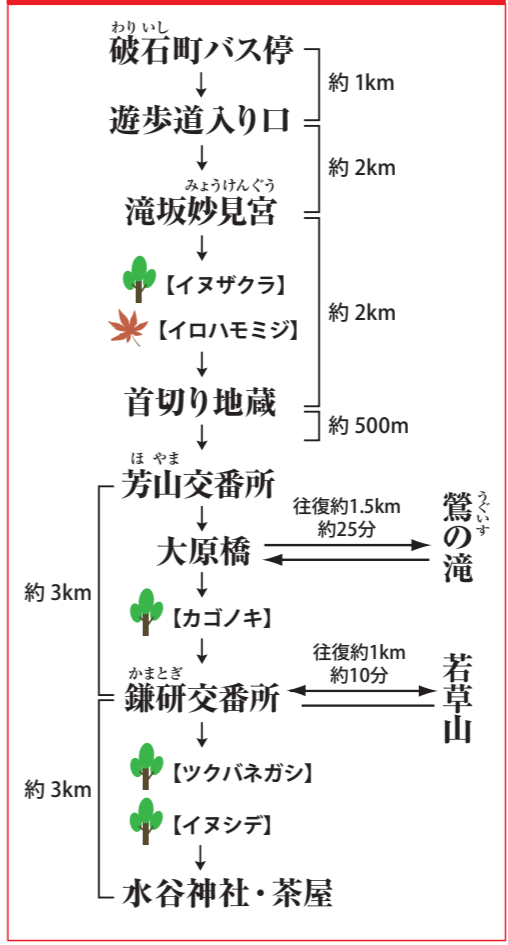 わりいし
破石町バス停
約 1km
遊歩道入り口
約 2km
みょうけんぐう
滝坂妙見宮
【イヌザクラ】
約 2km
【イロハモミジ】
首切り地蔵
約 500m
ほ やま
芳山交番所
往復約1.5km
約25分
うぐいす
鶯の滝
大原橋
約 3km
【カゴノキ】
往復約1km
約10分
若草山
かまとぎ
鎌研交番所
【ツクバネガシ】
約 3km
【イヌシデ】
水谷神社・茶屋